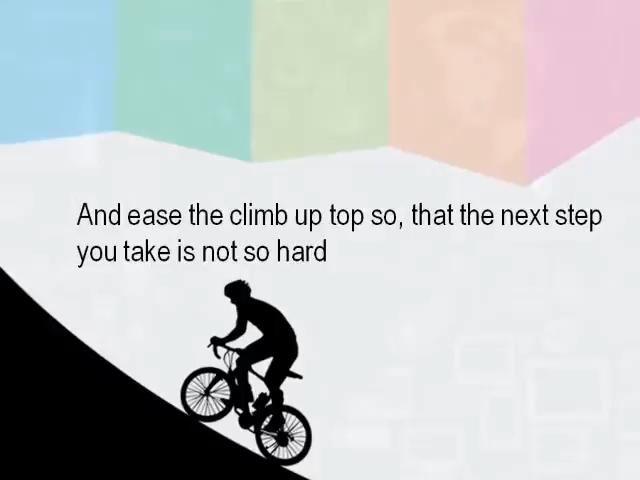 And ease the climb up top so, that the next step
you take is not so hard